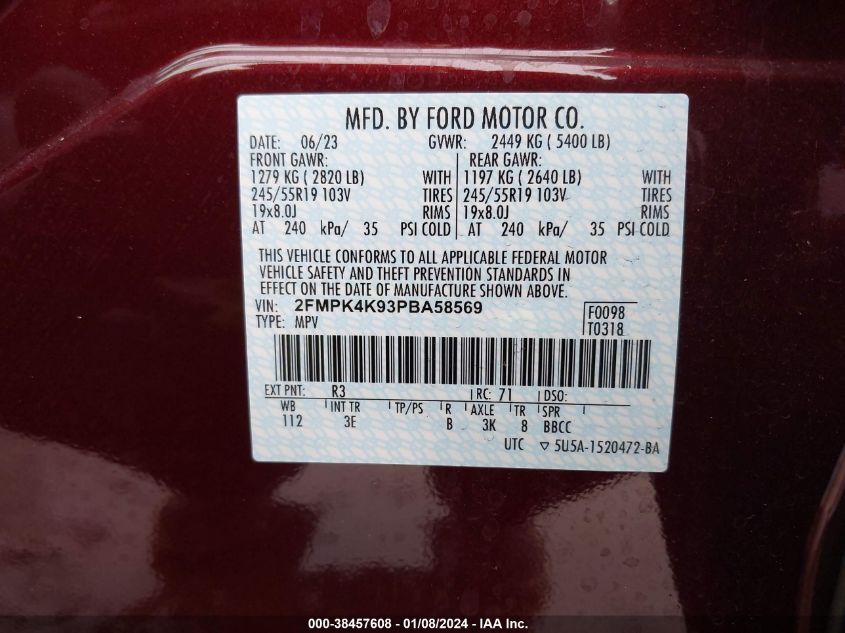 MFD. BY FORD MOTOR CO.
DATE: 06/23 GVWR: 2449 KG ( 5400 LB)
FRONT GAWR: REAR GAWR:
1279 KG ( 2820 LB) WITH 1197 KG ( 2640 LB) WITH
245/55R19 103V TIRES 245/55R19 103V TIRES
19x8.0J RIMS 19x8.0J RIMS
AT 240 kPa/ 35 PSI COLD AT 240 kPa/ 35 PSI COLD
THIS VEHICLE CONFORMS TO ALL APPLICABLE FEDERAL MOTOR
VEHICLE SAFETY AND THEFT PREVENTION STANDARDS IN
EFFECT ON THE DATE OF MANUFACTURE SHOWN ABOVE.
VIN: 2FMPK4K93PBA58569 F0098
TYPE: MPV T0318
EXT PNT: R3 RC: 71 DSO:
WB INT TR TP/PS R AXLE TR SPR
112 3E B 3K 8 BBCC
UTC ▽ 5U5A-1520472-BA
000-38457608 - 01/08/2024 - IAA Inc.